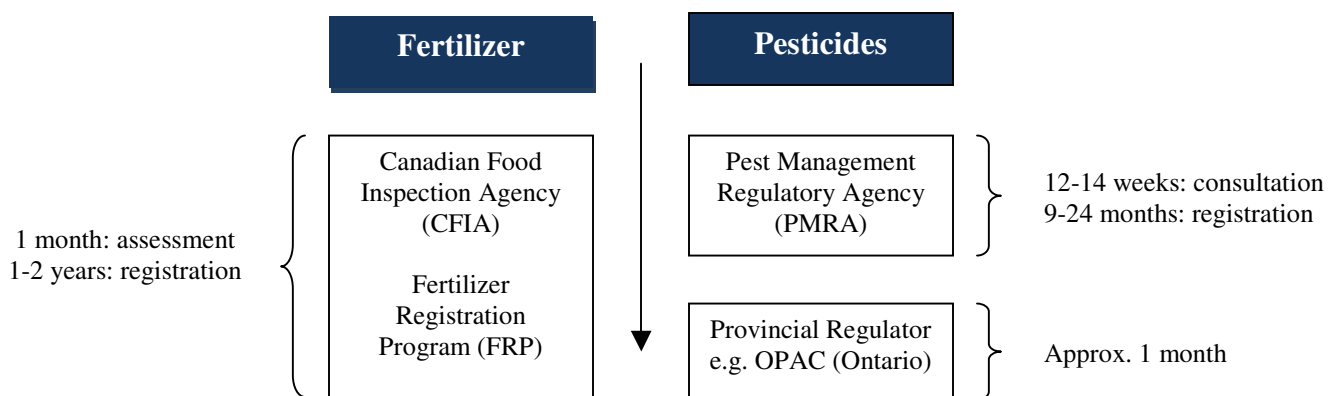 Fertilizer
Pesticides
1 month: assessment
1-2 years: registration
Canadian Food
Inspection Agency
(CFIA)
Fertilizer
Registration
Program (FRP)
Pest Management
Regulatory Agency
(PMRA)
12-14 weeks: consultation
9-24 months: registration
Provincial Regulator
e.g. OPAC (Ontario)
Approx. 1 month